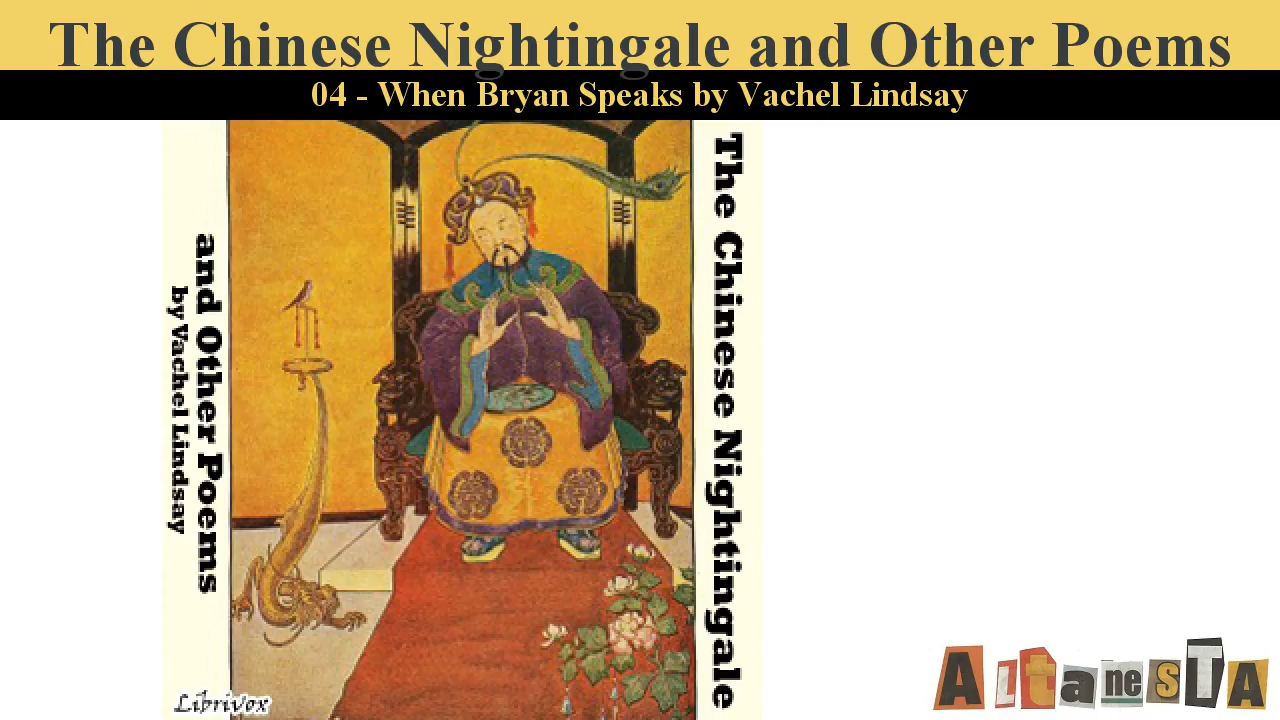 The Chinese Nightingale and Other Poems
04 - When Bryan Speaks by Vachel Lindsay
The Chinese Nightingale
and Other Poems
by Vachel Lindsay
Librivox
AltanesTA